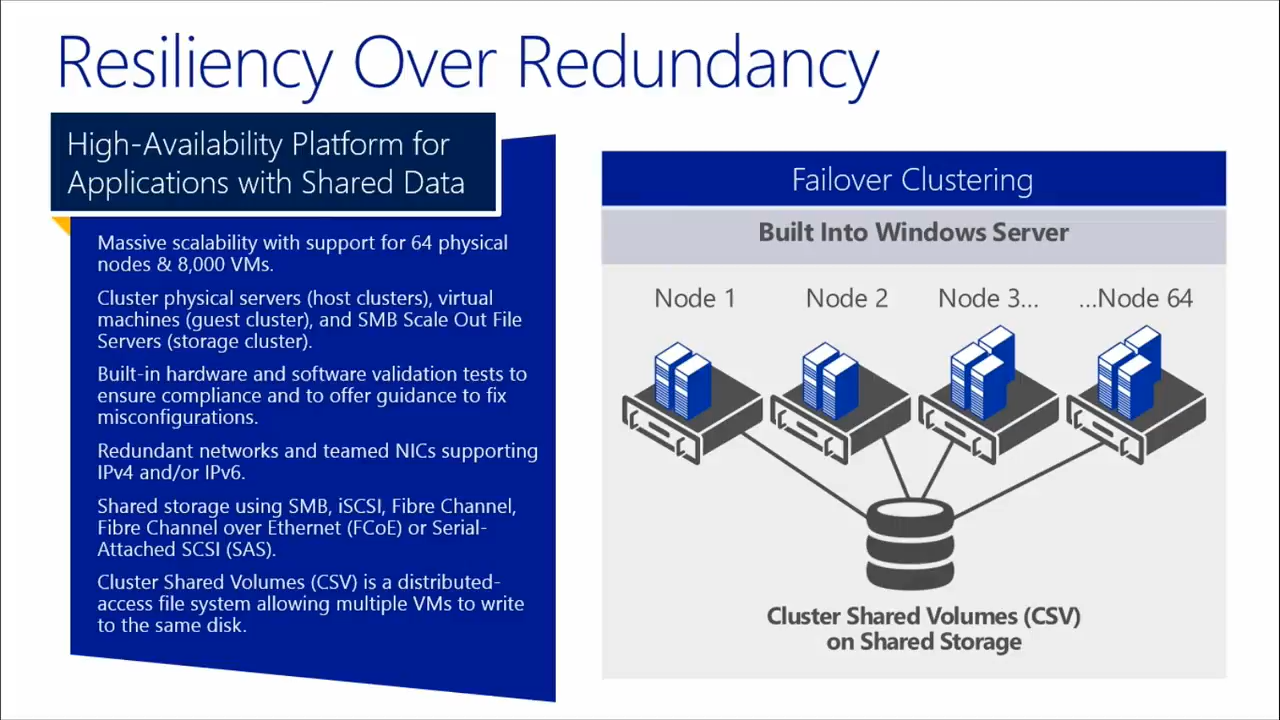 Resiliency Over Redundancy
High-Availability Platform for
Applications with Shared Data
Massive scalability with support for 64 physical
nodes & 8,000 VMs.
Cluster physical servers (host clusters), virtual
machines (guest cluster), and SMB Scale Out File
Servers (storage cluster).
Built-in hardware and software validation tests to
ensure compliance and to offer guidance to fix
misconfigurations.
Redundant networks and teamed NICs supporting
IPv4 and/or IPv6.
Shared storage using SMB, iSCSI, Fibre Channel,
Fibre Channel over Ethernet (FCoE) or Serial-
Attached SCSI (SAS).
Cluster Shared Volumes (CSV) is a distributed-
access file system allowing multiple VMs to write
to the same disk.
Failover Clustering
Built Into Windows Server
Node 1
Node 2
Node 3...
...Node 64
Cluster Shared Volumes (CSV)
on Shared Storage